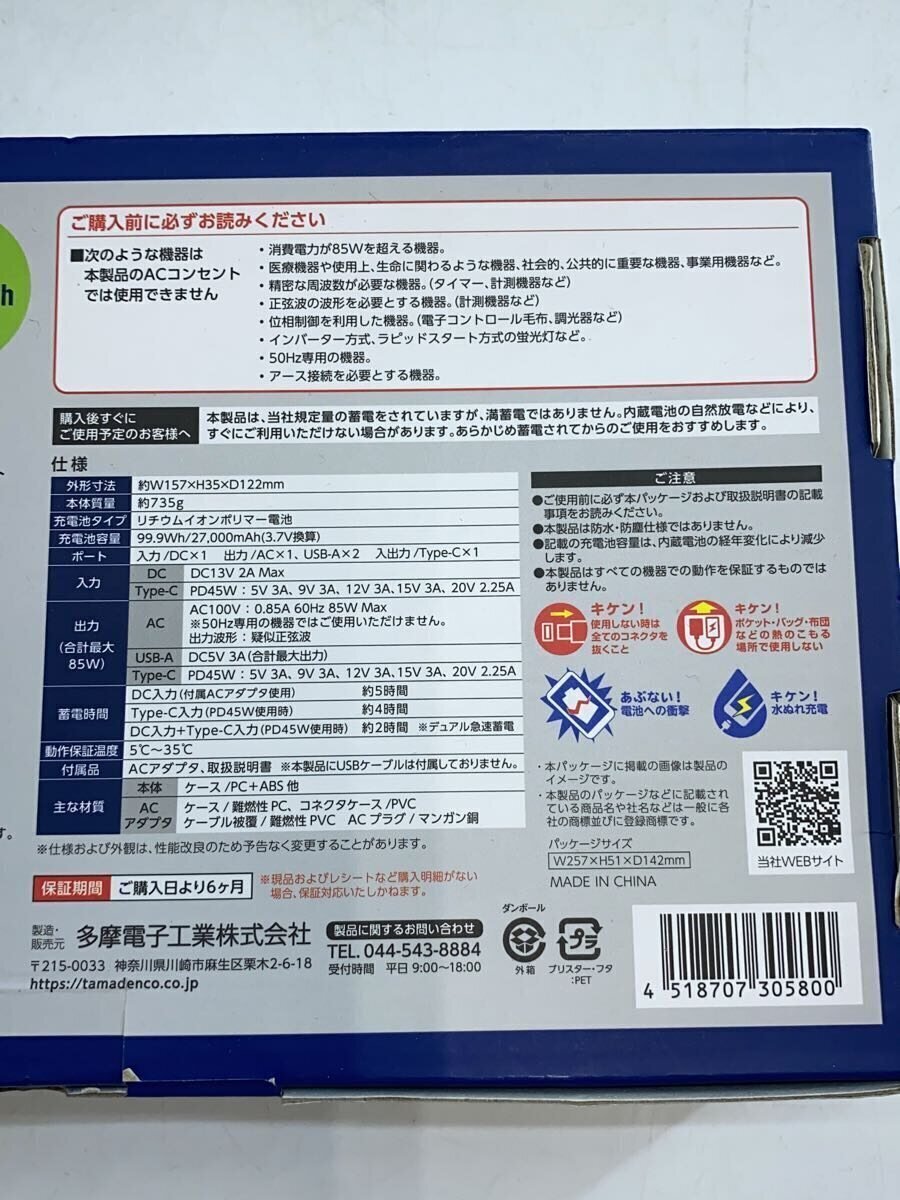 h
ご購入前に必ずお読みください
■次のような機器は
本製品のACコンセント
では使用できません
・消費電力が85Wを超える機器。
・医療機器や使用上、生命に関わるような機器、社会的、公共的に重要な機器、事業用機器など。
・精密な周波数が必要な機器。(タイマー、計測機器など)
・正弦波の波形を必要とする機器。(計測機器など)
・位相制御を利用した機器。(電子コントロール毛布、調光器など)
・インバーター方式、ラピッドスタート方式の蛍光灯など。
・50Hz専用の機器。
・アース接続を必要とする機器。
購入後すぐに
ご使用予定のお客様へ
本製品は、当社規定量の蓄電をされていますが、満蓄電ではありません。内蔵電池の自然放電などにより、
すぐにご利用いただけない場合があります。あらかじめ蓄電されてからのご使用をおすすめします。
仕様
外形寸法 約W157×H35×D122mm
本体質量 約735g
充電池タイプ リチウムイオンポリマー電池
充電池容量 99.9Wh/27,000mAh(3.7V換算)
ポート 入力/DC×1 出力/AC×1、USB-A×2 入出力/Type-C×1
入力 DC DC13V 2A Max
Type-C PD45W：5V 3A、9V 3A、12V 3A、15V 3A、20V 2.25A
出力
(合計最大
85W)
AC AC100V：0.85A 60Hz 85W Max
※50Hz専用の機器ではご使用いただけません。
出力波形：疑似正弦波
USB-A DC5V 3A(合計最大出力)
Type-C PD45W：5V 3A、9V 3A、12V 3A、15V 3A、20V 2.25A
蓄電時間 DC入力(付属ACアダプタ使用) 約5時間
Type-C入力(PD45W使用時) 約4時間
DC入力+Type-C入力(PD45W使用時) 約2時間 ※デュアル急速蓄電
動作保証温度 5℃～35℃
付属品 ACアダプタ、取扱説明書 ※本製品にUSBケーブルは付属しておりません。
主な材質 本体 ケース/PC+ABS 他
AC
アダプタ
ケース/難燃性PC、コネクタケース/PVC
ケーブル被覆/難燃性PVC ACプラグ/マンガン銅
※仕様および外観は、性能改良のため予告なく変更することがあります。
ご注意
●ご使用前に必ず本パッケージおよび取扱説明書の記載
事項をお読みください。
●本製品は防水・防塵仕様ではありません。
●記載の充電池容量は、内蔵電池の経年変化により減少
します。
●本製品はすべての機器での動作を保証するものでは
ありません。
キケン！
使用しない時は
全てのコネクタを
抜くこと
キケン！
ポケット・バッグ・布団
などの熱のこもる
場所で使用しない
あぶない！
電池への衝撃
キケン！
水ぬれ充電
・本パッケージに掲載の画像は製品の
イメージです。
・本製品のパッケージなどに記載され
ている商品名や社名などは一般に各
社の商標並びに登録商標です。
パッケージサイズ
W257×H51×D142mm
MADE IN CHINA
当社WEBサイト
す。
保証期間 ご購入日より6ヶ月
※現品およびレシートなど購入明細がない
場合、保証対応いたしかねます。
製造・
販売元
多摩電子工業株式会社
〒215-0033 神奈川県川崎市麻生区栗木2-6-18
https://tamadenco.co.jp
製品に関するお問い合わせ
TEL. 044-543-8884
受付時間 平日 9:00～18:00
ダンボール
外箱
プラ
ブリスター・フタ
:PET
4 518707 305800